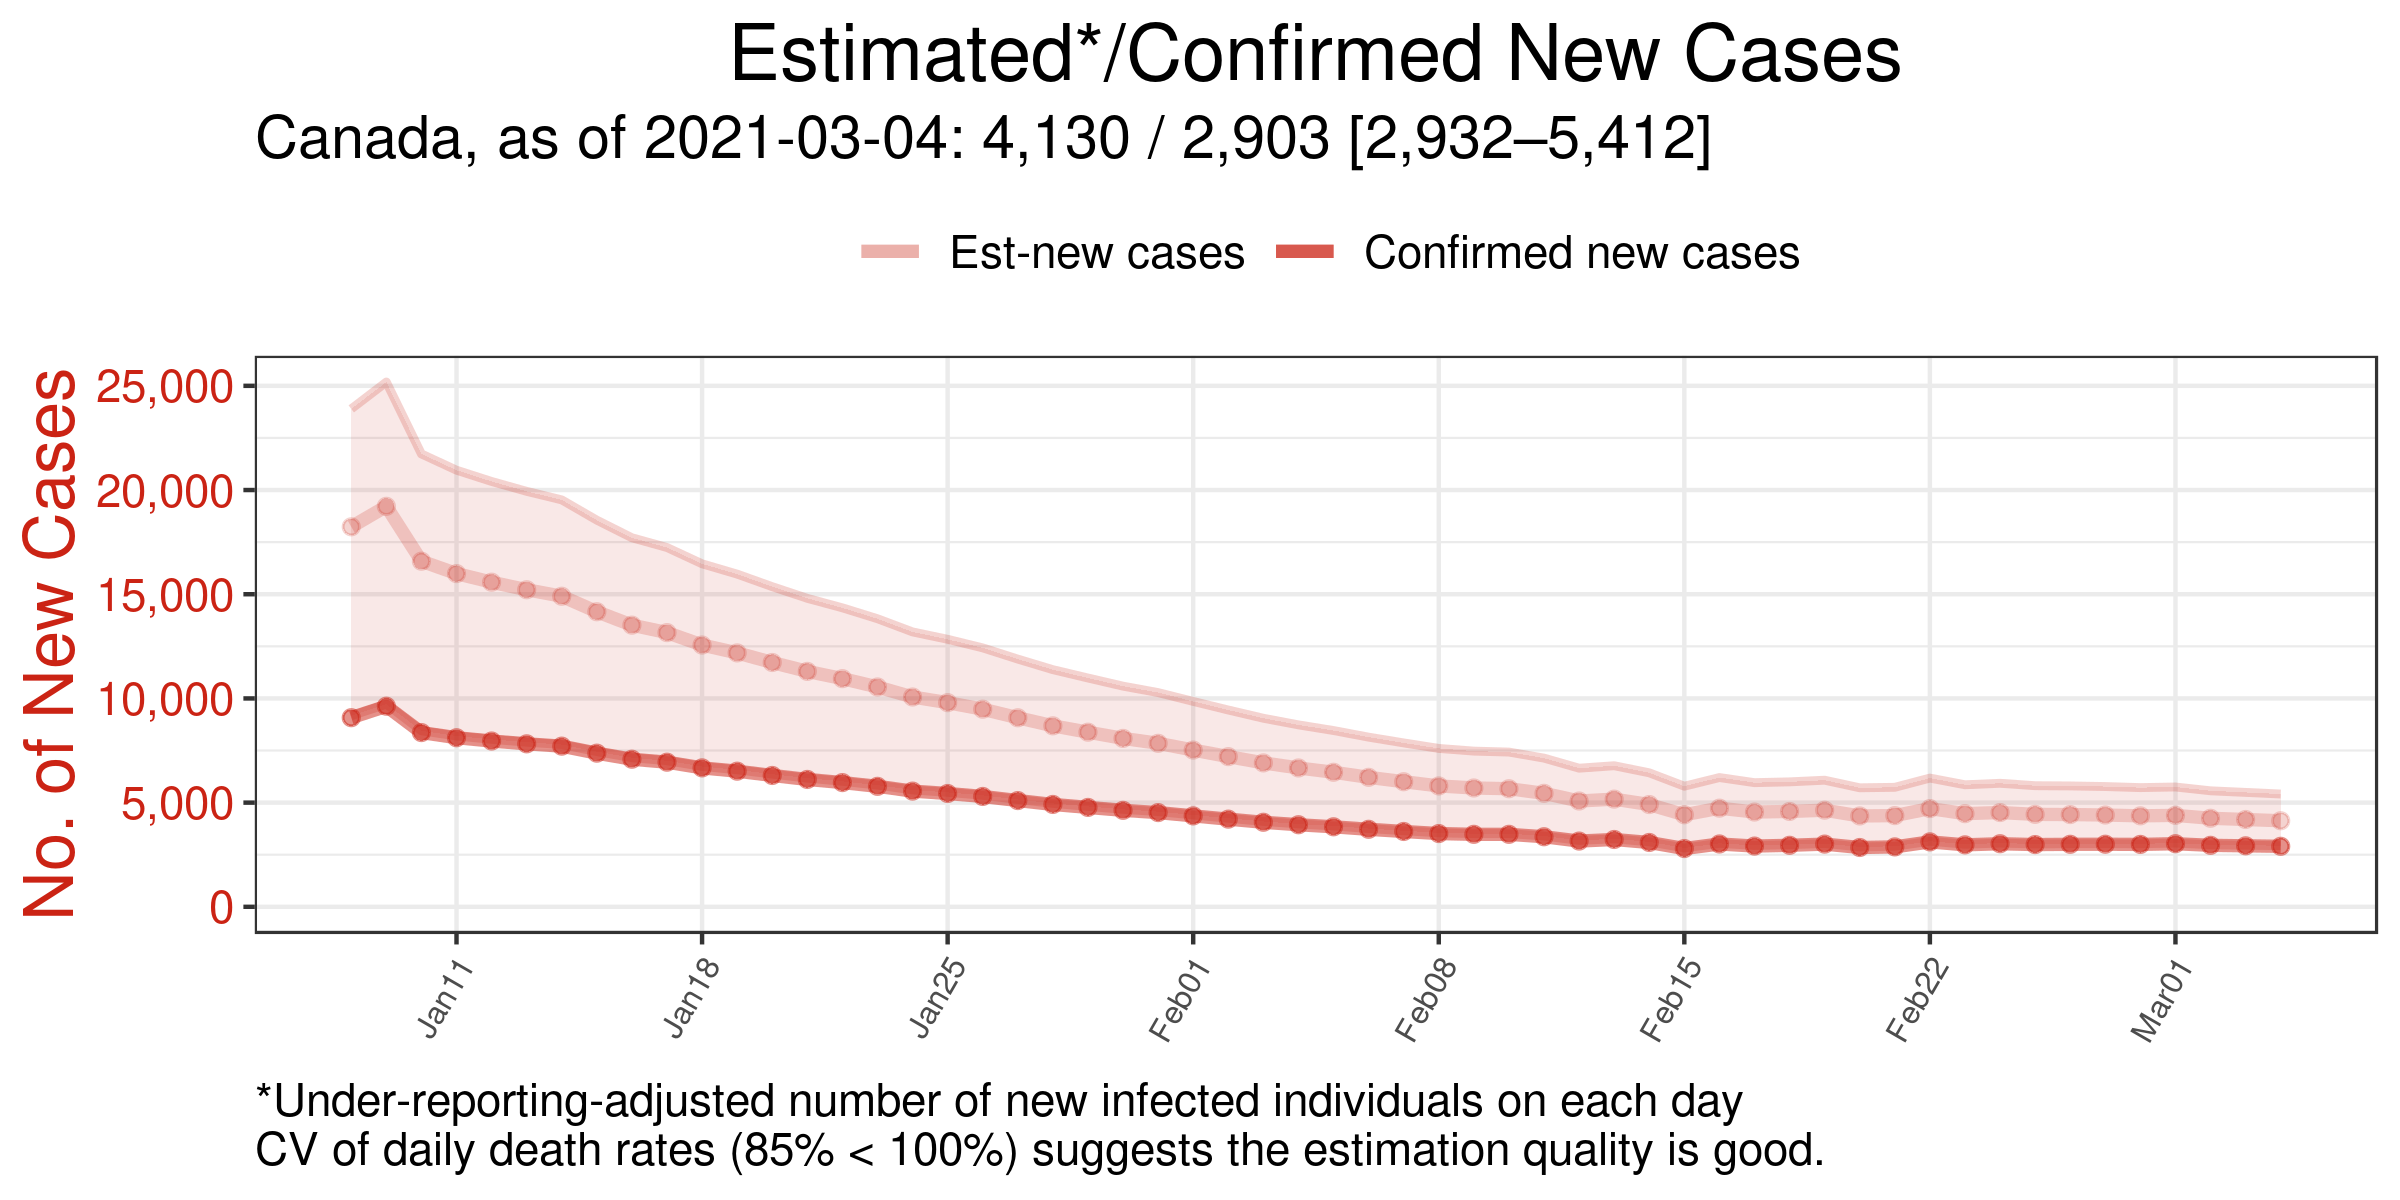 Estimated*/Confirmed New Cases
Canada, as of 2021-03-04: 4,130 / 2,903 [2,932–5,412]
Est-new cases
Confirmed new cases
No. of New Cases
25,000
20,000
15,000
10,000
5,000
0
Jan11
Jan18
Jan25
Feb01
Feb08
Feb15
Feb22
Mar01
*Under-reporting-adjusted number of new infected individuals on each day
CV of daily death rates (85% < 100%) suggests the estimation quality is good.